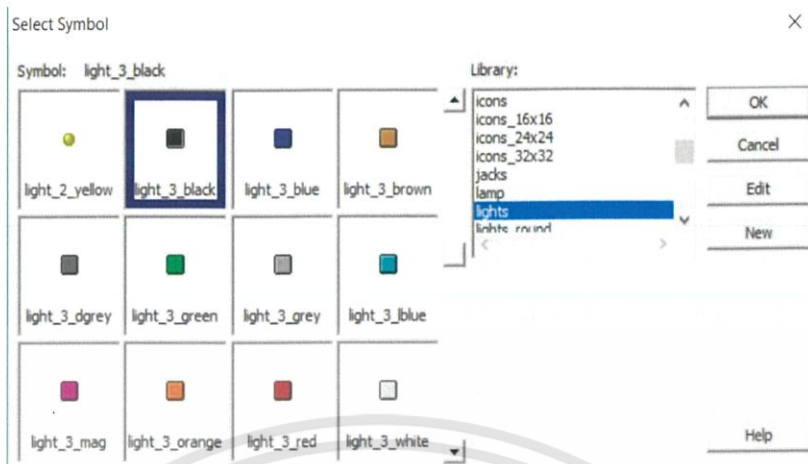 Select Symbol
Symbol: light_3_black
Library:
light_2_yellow light_3_black light_3_blue light_3_brown
light_3_dgrey light_3_green light_3_grey light_3_lblue
light_3_mag light_3_orange light_3_red light_3_white
icons
icons_16x16
icons_24x24
icons_32x32
jacks
lamp
lights
lights_round
OK
Cancel
Edit
New
Help